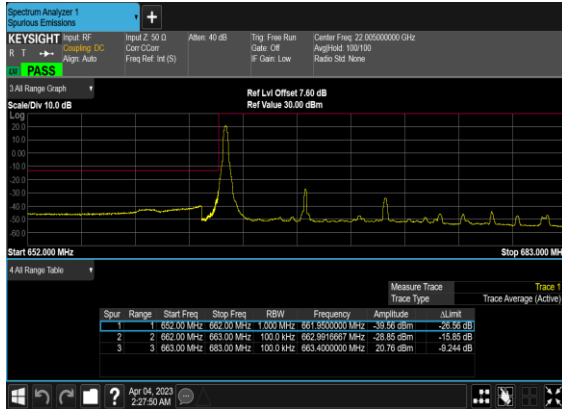 Spectrum Analyzer 1
Spurious Emissions
KEYSIGHT Input: RF Input Z: 50 Ω Atten: 40 dB Trig: Free Run Center Freq: 22.005000000 GHz
R T Coupling: DC Corr CCorr Gate: Off Avg|Hold: 100/100
Align: Auto Freq Ref: Int (S) IF Gain: Low Radio Std: None
PASS
3 All Range Graph
Ref Lvl Offset 7.60 dB
Scale/Div 10.0 dB Ref Value 30.00 dBm
Log
20.0
10.0
0.00
-10.0
-20.0
-30.0
-40.0
-50.0
-60.0
Start 652.000 MHz Stop 683.000 MH
4 All Range Table
Measure Trace Trace 1
Trace Type Trace Average (Active)
Spur Range Start Freq Stop Freq RBW Frequency Amplitude ΔLimit
1 1 652.00 MHz 662.00 MHz 1.000 MHz 661.9500000 MHz -39.56 dBm -26.56 dB
2 2 662.00 MHz 663.00 MHz 100.0 kHz 662.9916667 MHz -28.85 dBm -15.85 dB
3 3 663.00 MHz 683.00 MHz 100.0 kHz 663.4000000 MHz 20.76 dBm -9.244 dB
? Apr 04, 2023
2:27:50 AM